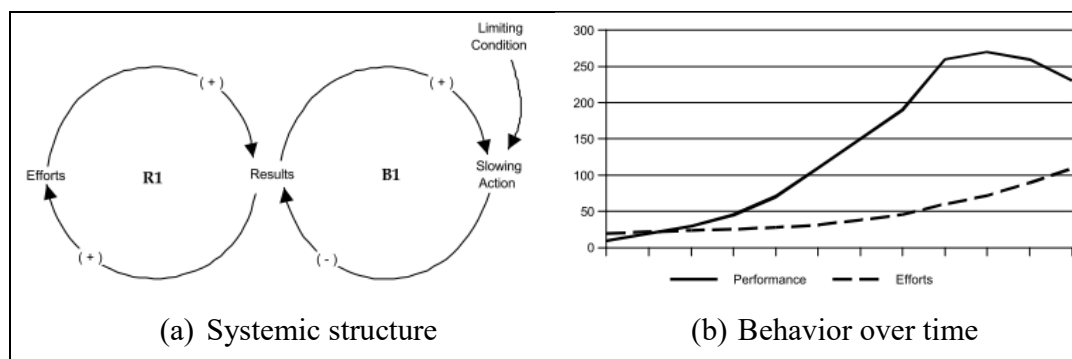 Limiting
Condition
(+)
(+)
Efforts
R1
Results
B1
Slowing
Action
(+)
(-)
(a) Systemic structure
300
250
200
150
100
50
0
Performance
Efforts
(b) Behavior over time